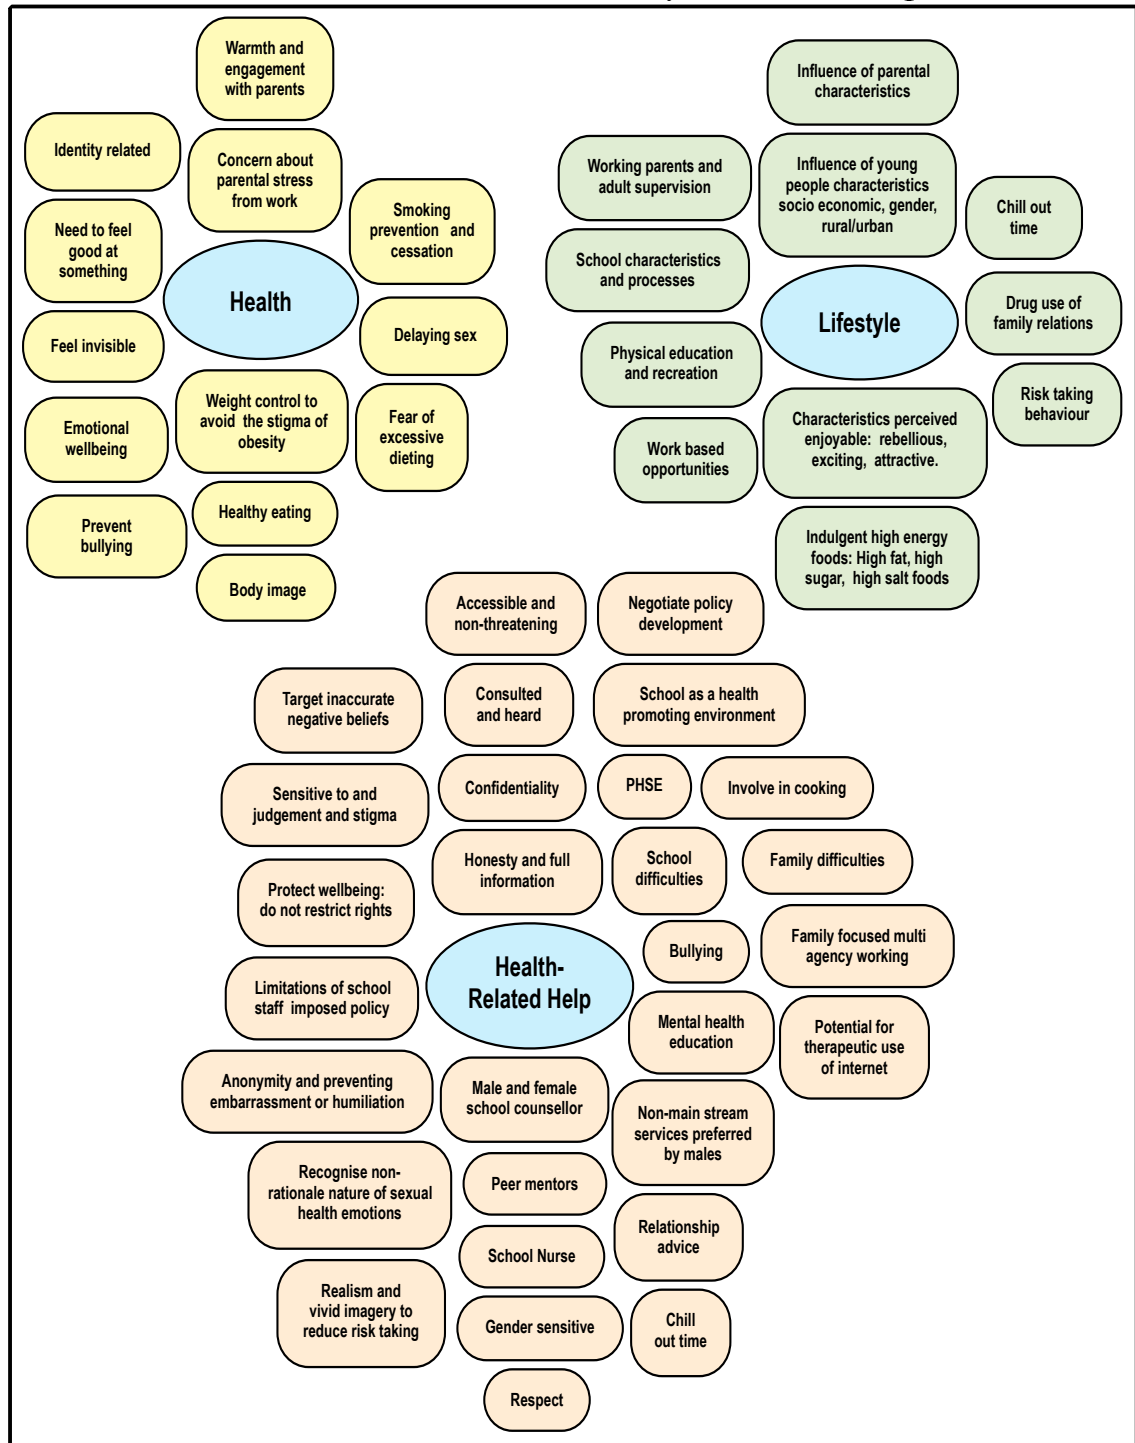 Warmth and
engagement
with parents
Identity related
Concern about
parental stress
from work
Smoking
prevention and
cessation
Need to feel
good at
something
Health
Feel invisible
Delaying sex
Weight control to
avoid the stigma of
obesity
Fear of
excessive
dieting
Emotional
wellbeing
Healthy eating
Prevent
bullying
Body image
Influence of parental
characteristics
Working parents and
adult supervision
Influence of young
people characteristics
socio economic, gender,
rural/urban
Chill out
time
School characteristics
and processes
Lifestyle
Drug use of
family relations
Physical education
and recreation
Risk taking
behaviour
Characteristics perceived
enjoyable: rebellious,
exciting, attractive.
Work based
opportunities
Indulgent high energy
foods: High fat, high
sugar, high salt foods
Accessible and
non-threatening
Negotiate policy
development
Target inaccurate
negative beliefs
Consulted
and heard
School as a health
promoting environment
Sensitive to and
judgement and stigma
Confidentiality
PHSE
Involve in cooking
Honesty and full
information
School
difficulties
Family difficulties
Protect wellbeing:
do not restrict rights
Bullying
Family focused multi
agency working
Health-
Related Help
Limitations of school
staff imposed policy
Mental health
education
Potential for
therapeutic use
of internet
Anonymity and preventing
embarrassment or humiliation
Male and female
school counsellor
Non-main stream
services preferred
by males
Recognise non-
rationale nature of sexual
health emotions
Peer mentors
Relationship
advice
School Nurse
Realism and
vivid imagery to
reduce risk taking
Gender sensitive
Chill
out time
Respect